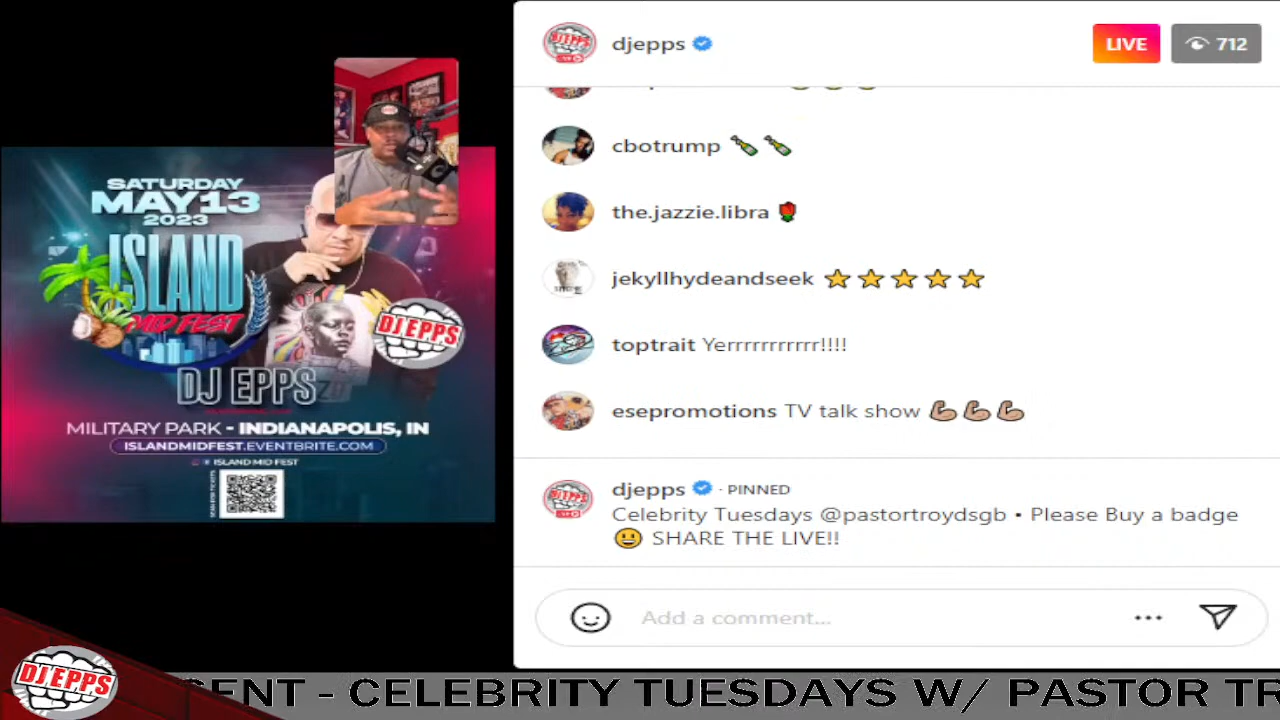 SATURDAY
MAY 13
2023
ISLAND
MID FEST
DJ EPPS
DJ EPPS
MILITARY PARK - INDIANAPOLIS, IN
ISLANDMIDFEST.EVENTBRITE.COM
ISLAND MID FEST
djepps
LIVE
712
cbotrump 🍾🍾
the.jazzie.libra 🌹
jekyllhydeandseek ⭐⭐⭐⭐⭐
toptrait Yerrrrrrrrrrr!!!!
esepromotions TV talk show 💪🏼💪🏼💪🏼
djepps · PINNED
Celebrity Tuesdays @pastortroydsgb • Please Buy a badge
😀 SHARE THE LIVE!!
Add a comment...
DJ EPPS
SENT - CELEBRITY TUESDAYS W/ PASTOR TR